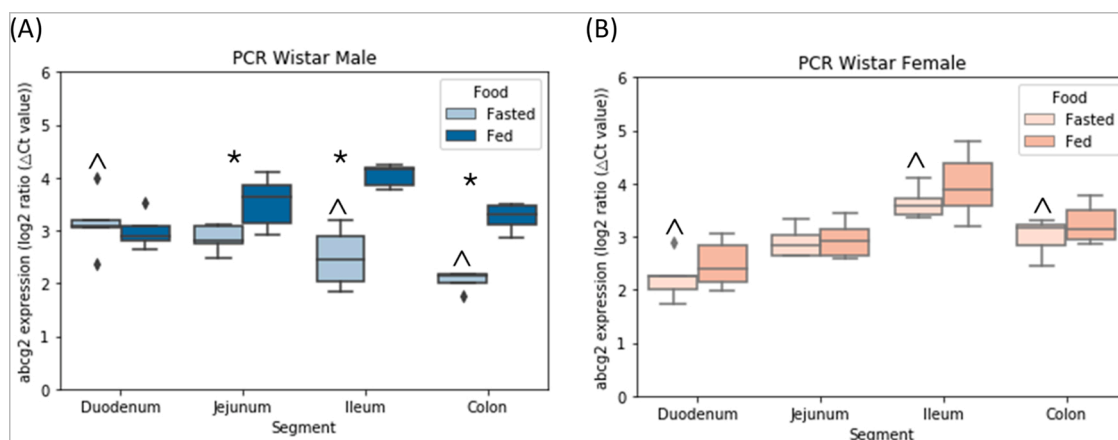 (A)
PCR Wistar Male
abcg2 expression (log2 ratio (△Ct value))
6
5
4
3
2
1
0
Food
Fasted
Fed
^
*
*
^
*
^
Duodenum Jejunum Ileum Colon
Segment
(B)
PCR Wistar Female
abcg2 expression (log2 ratio (△Ct value))
6
5
4
3
2
1
0
Food
Fasted
Fed
^
^
^
Duodenum Jejunum Ileum Colon
Segment